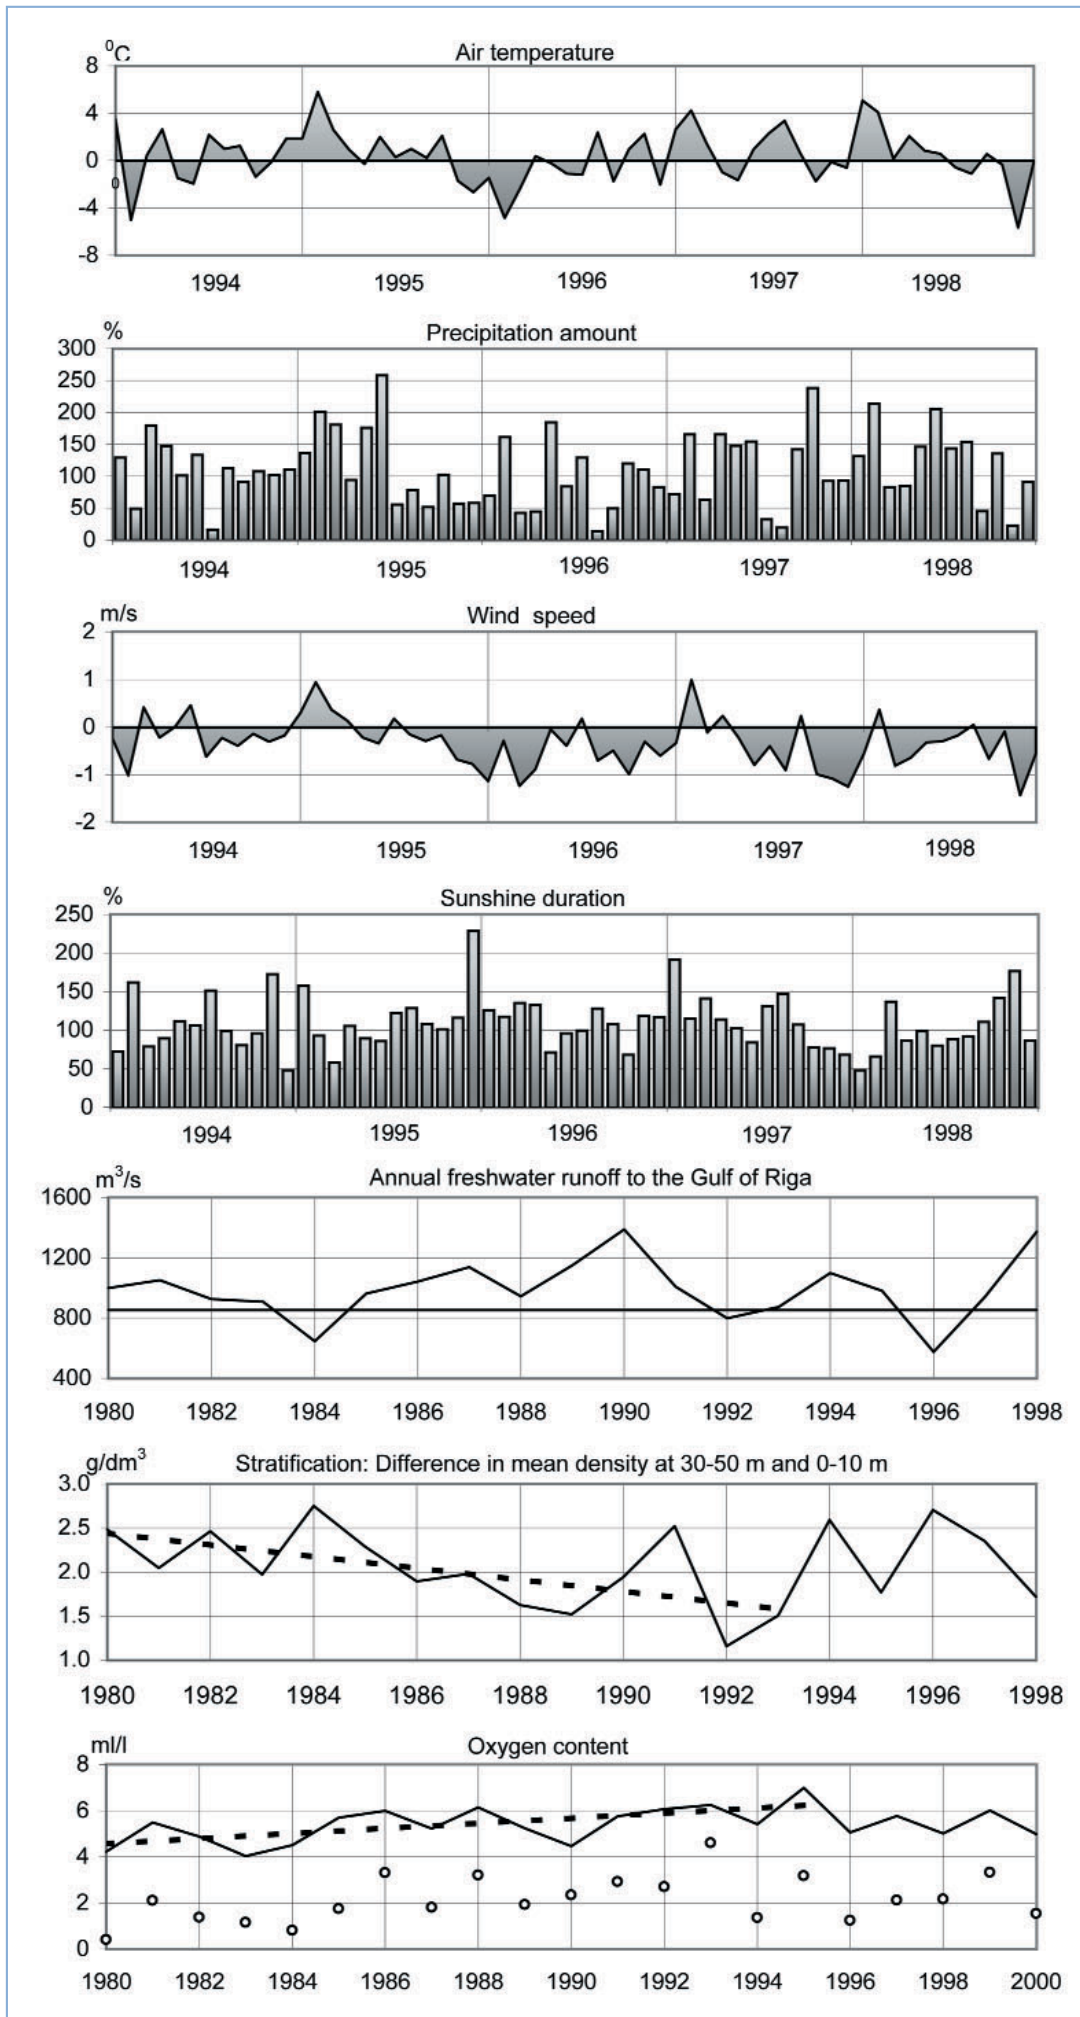 ⁰C Air temperature
8
4
0
0
-4
-8
1994 1995 1996 1997 1998
% Precipitation amount
300
250
200
150
100
50
0
1994 1995 1996 1997 1998
m/s Wind speed
2
1
0
-1
-2
1994 1995 1996 1997 1998
% Sunshine duration
250
200
150
100
50
0
1994 1995 1996 1997 1998
m³/s Annual freshwater runoff to the Gulf of Riga
1600
1200
800
400
1980 1982 1984 1986 1988 1990 1992 1994 1996 1998
g/dm³ Stratification: Difference in mean density at 30-50 m and 0-10 m
3.0
2.5
2.0
1.5
1.0
1980 1982 1984 1986 1988 1990 1992 1994 1996 1998
ml/l Oxygen content
8
6
4
2
0
1980 1982 1984 1986 1988 1990 1992 1994 1996 1998 2000